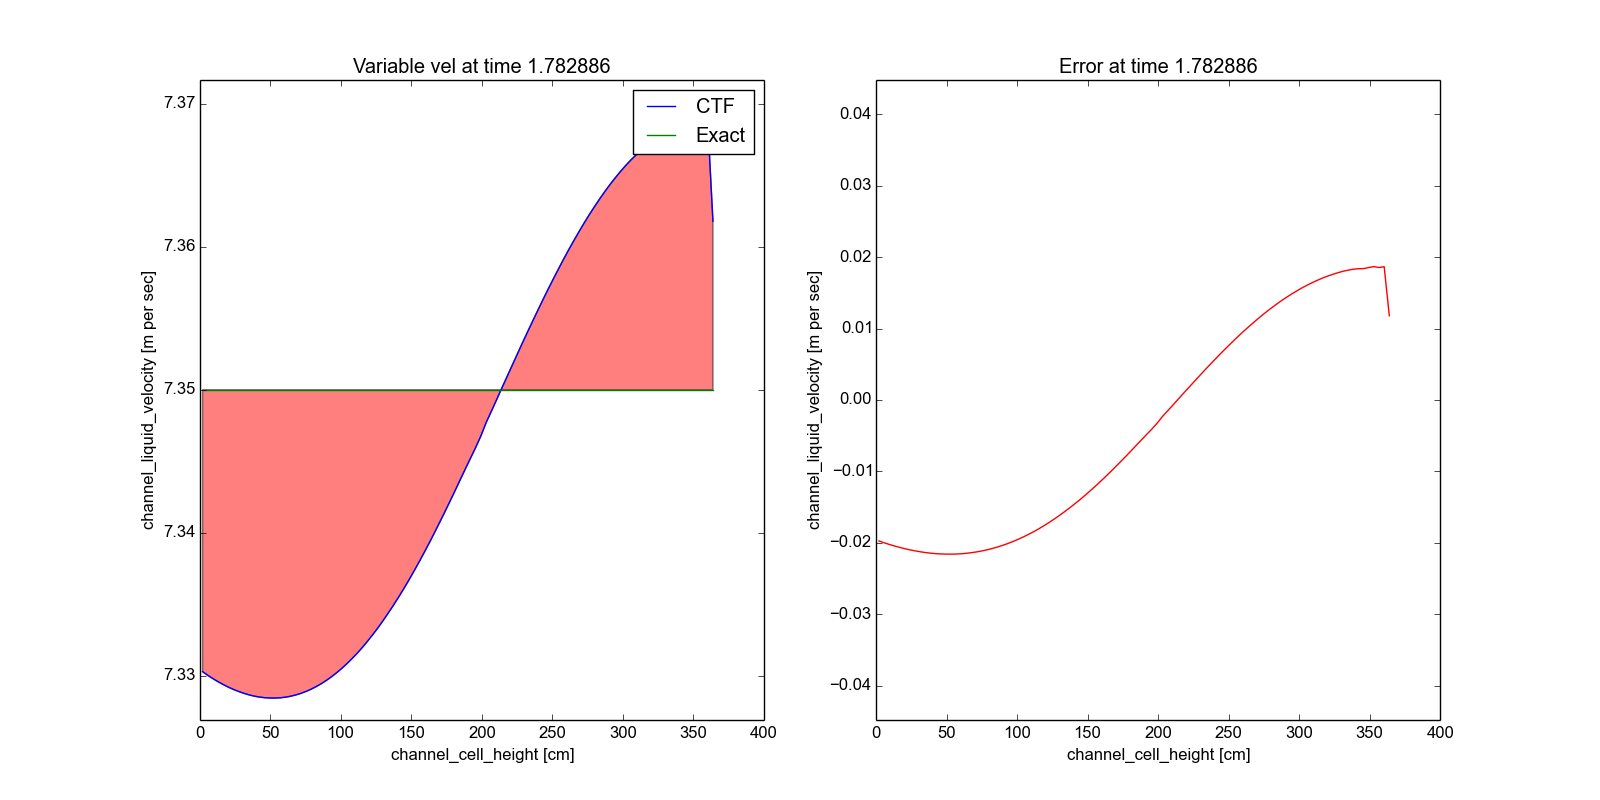 Variable vel at time 1.782886
7.37
7.36
7.35
7.34
7.33
channel_liquid_velocity [m per sec]
CTF
Exact
0 50 100 150 200 250 300 350 400
channel_cell_height [cm]
Error at time 1.782886
0.04
0.03
0.02
0.01
0.00
−0.01
−0.02
−0.03
−0.04
channel_liquid_velocity [m per sec]
0 50 100 150 200 250 300 350 400
channel_cell_height [cm]